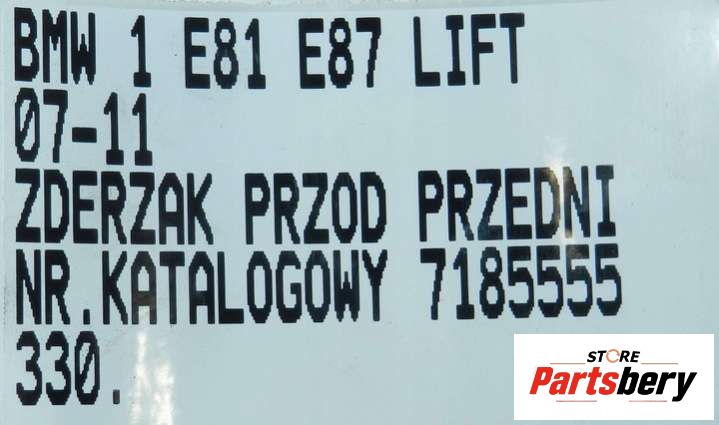 BMW 1 E81 E87 LIFT
07-11
ZDERZAK PRZOD PRZEDNI
NR.KATALOGOWY 7185555
330.
STORE
Partsbery